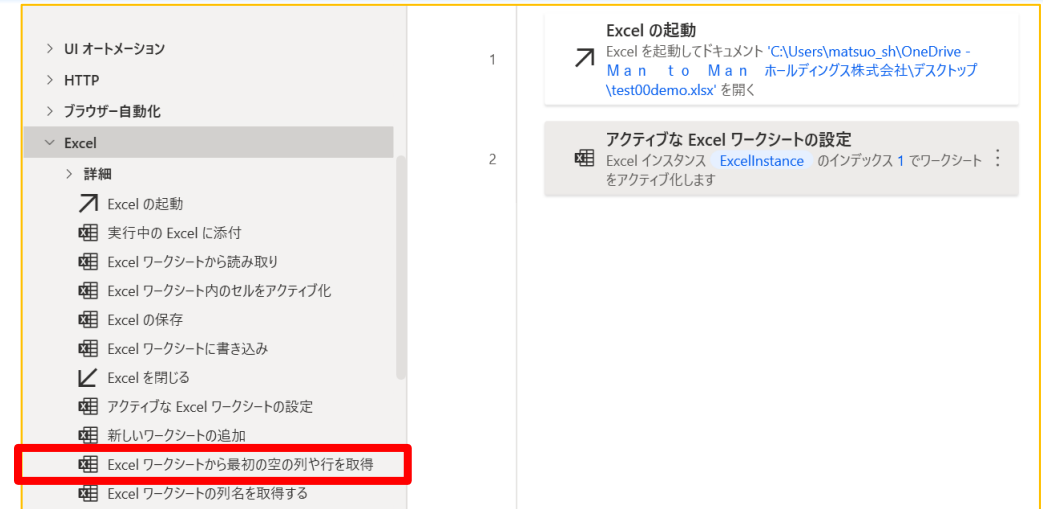 UI オートメーション
HTTP
ブラウザー自動化
Excel
詳細
Excel の起動
実行中の Excel に添付
Excel ワークシートから読み取り
Excel ワークシート内のセルをアクティブ化
Excel の保存
Excel ワークシートに書き込み
Excel を閉じる
アクティブな Excel ワークシートの設定
新しいワークシートの追加
Excel ワークシートから最初の空の列や行を取得
Excel ワークシートの列名を取得する
1
Excel の起動
Excel を起動してドキュメント 'C:\Users\matsuo_sh\OneDrive -
Ｍａｎ　ｔｏ　Ｍａｎ　ホールディングス株式会社\デスクトップ
\test00demo.xlsx' を開く
2
アクティブな Excel ワークシートの設定
Excel インスタンス ExcelInstance のインデックス 1 でワークシート
をアクティブ化します